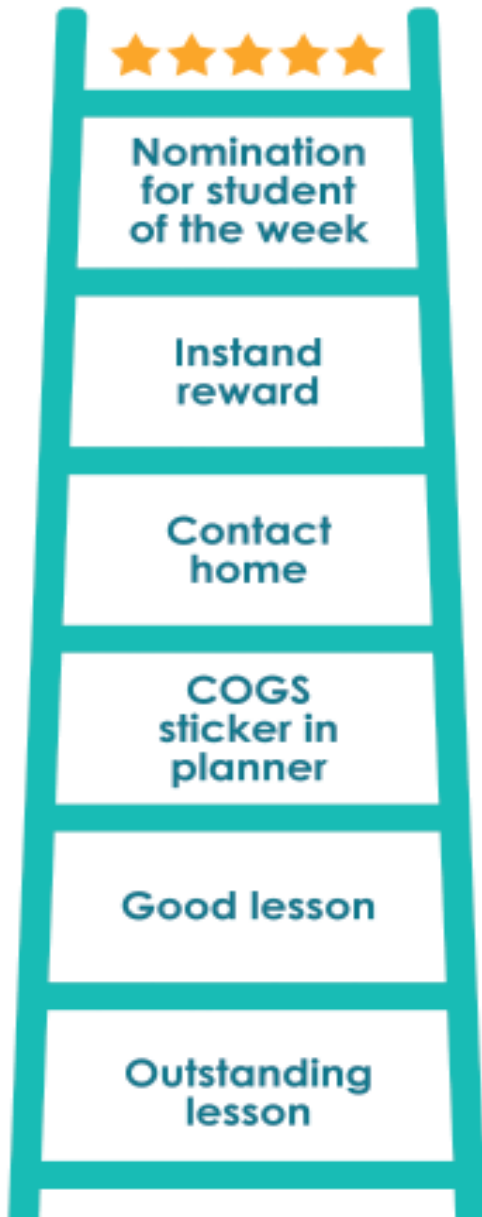 Nomination
for student
of the week
Instand
reward
Contact
home
COGS
sticker in
planner
Good lesson
Outstanding
lesson